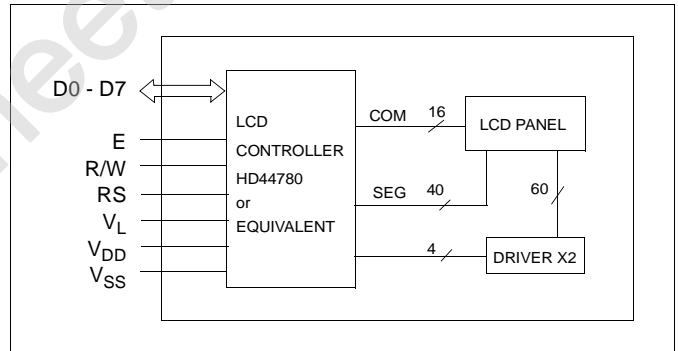 D0 - D7
E
R/W
RS
VL
VDD
VSS
LCD
CONTROLLER
HD44780
or
EQUIVALENT
COM 16
SEG 40
4
LCD PANEL
60
DRIVER X2